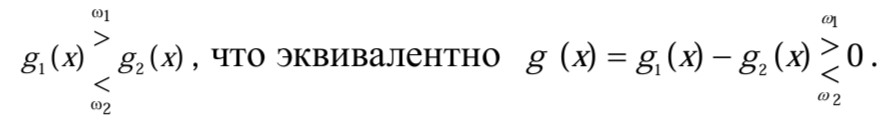 g₁(x) ω₁ > < ω₂ g₂(x), что эквивалентно g (x) = g₁(x) − g₂(x) ω₁ > < ω₂ 0.